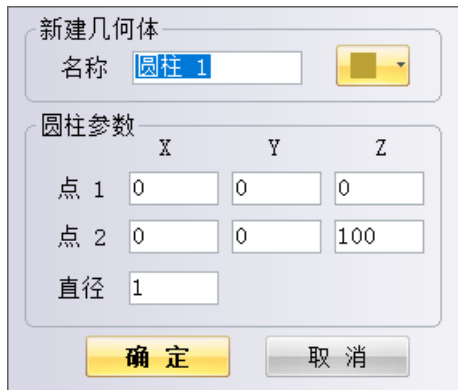 新建几何体
名称 圆柱 1
圆柱参数
X Y Z
点 1 0 0 0
点 2 0 0 100
直径 1
确 定 取 消